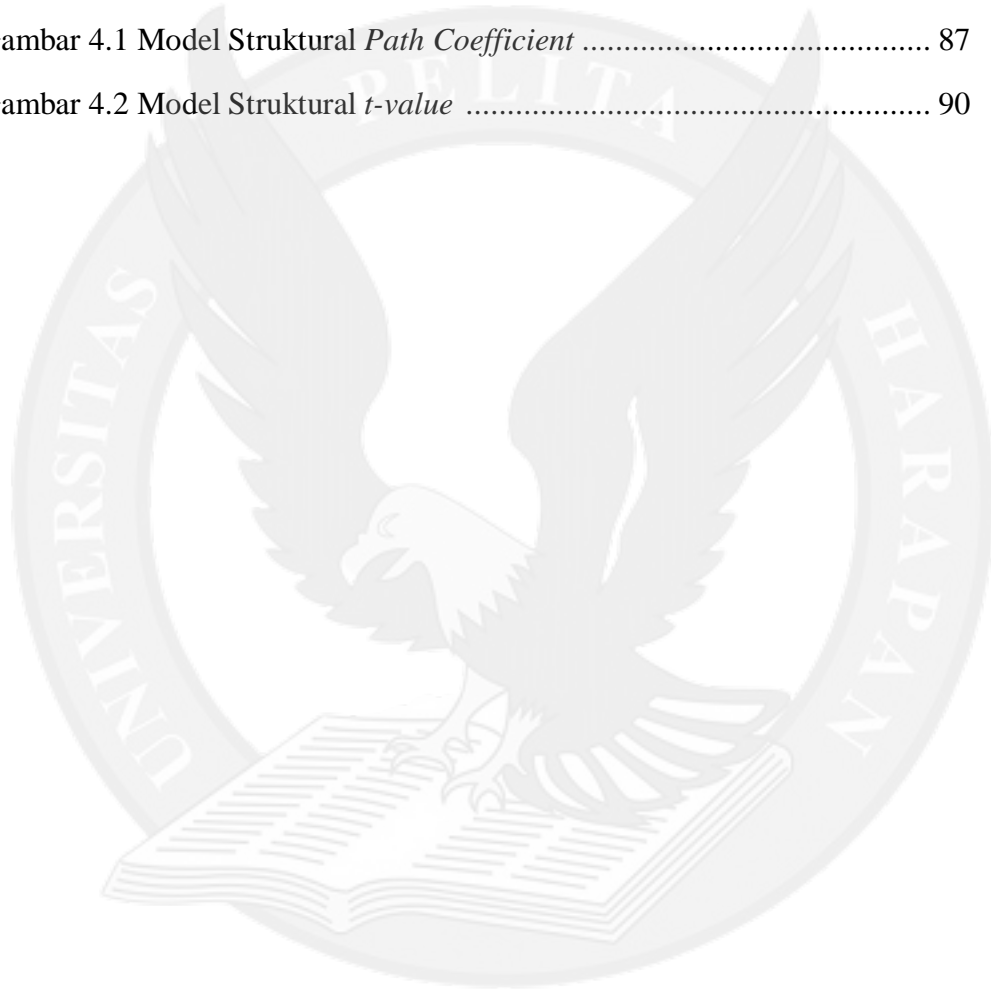 ambar 4.1 Model Struktural Path Coefficient ........................................... 87
ambar 4.2 Model Struktural t-value ......................................................... 90
UNIVERSITAS PELITA HARAPAN